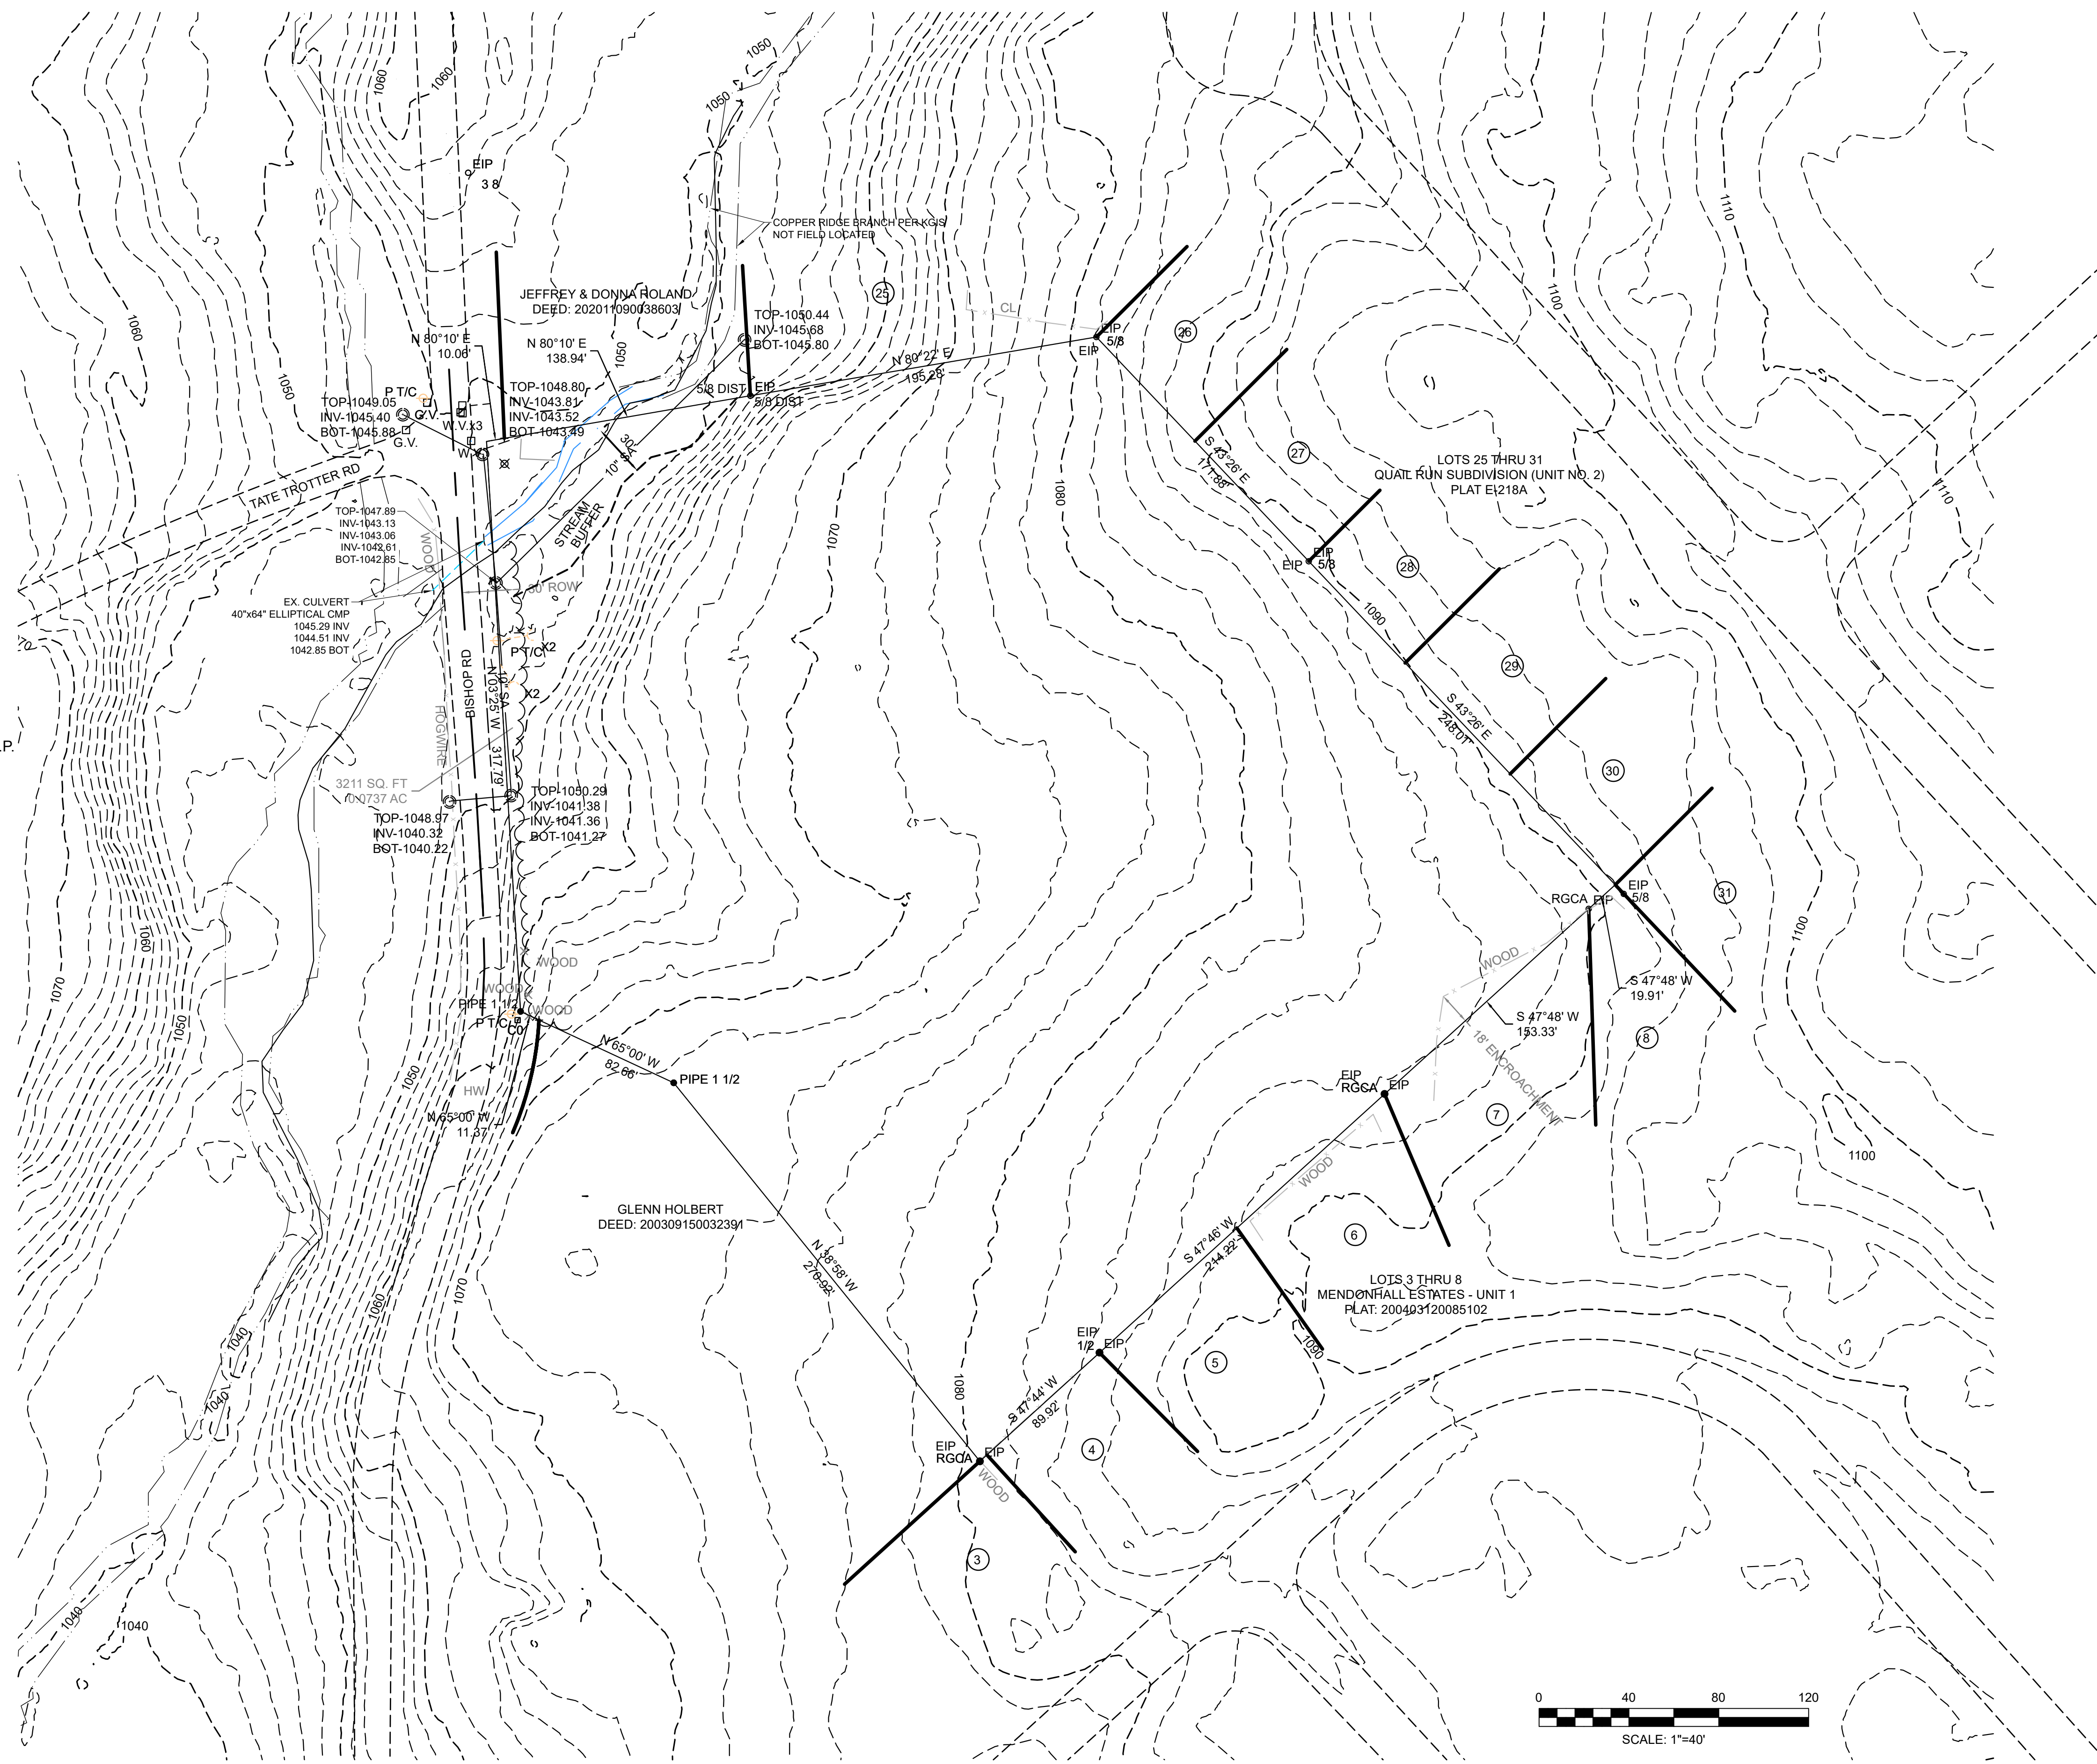 1050
1060
1060
1050
EIP
3 8
1110
COPPER RIDGE BRANCH PER KGIS
NOT FIELD LOCATED
JEFFREY & DONNA ROLAND
DEED: 202011090038603
25
1060
1100
CL
TOP-1050.44
INV-1045.68
BOT-1045.80
26
EIP
5/8
EIP
N 80°10' E
10.06'
N 80°10' E
138.94'
1050
N 80°22' E
195.28'
1050
P T/C
TOP-1049.05
INV-1045.40
BOT-1045.88
G.V.
G.V.
W.V.x3
TOP-1048.80
INV-1043.81
INV-1043.52
BOT-1043.49
5/8 DIST
EIP
5/8 DIST
30'
10" SA
S 43°26' E
171.88'
27
LOTS 25 THRU 31
QUAIL RUN SUBDIVISION (UNIT NO. 2)
PLAT E-218A
1110
TATE TROTTER RD
1080
1070
TOP-1047.89
INV-1043.13
INV-1043.06
INV-1042.61
BOT-1042.85
WOOD
STREAM
BUFFER
EIP
5/8
EIP
28
30' ROW
EX. CULVERT
40"x64" ELLIPTICAL CMP
1045.29 INV
1044.51 INV
1042.85 BOT
1090
P T/C
X2
29
BISHOP RD
10" SA
N 03°25' W
317.79'
X2
HOGWIRE
S 43°26' E
248.01'
.P.
30
3211 SQ. FT
0.0737 AC
TOP-1048.97
INV-1040.32
BOT-1040.22
TOP-1050.29
INV-1041.38
INV-1041.36
BOT-1041.27
31
EIP
5/8
RGCA
EIP
1100
1060
1070
1050
WOOD
WOOD
WOOD
WOOD
PIPE 1 1/2
P T/C
C0
S 47°48' W
19.91'
S 47°48' W
153.33'
18' ENCROACHMENT
8
N 65°00' W
82.66'
PIPE 1 1/2
1050
HW
N 65°00' W
11.37'
EIP
RGCA
EIP
7
1100
WOOD
GLENN HOLBERT
DEED: 200309150032391
N 38°58' W
270.92'
S 47°46' W
214.22'
6
LOTS 3 THRU 8
MENDONHALL ESTATES - UNIT 1
PLAT: 200403120085102
1060
1070
1040
1040
EIP
1/2
EIP
5
1090
1080
S 47°44' W
89.92'
EIP
RGCA
EIP
4
WOOD
3
1040
1040
0 40 80 120
SCALE: 1"=40'